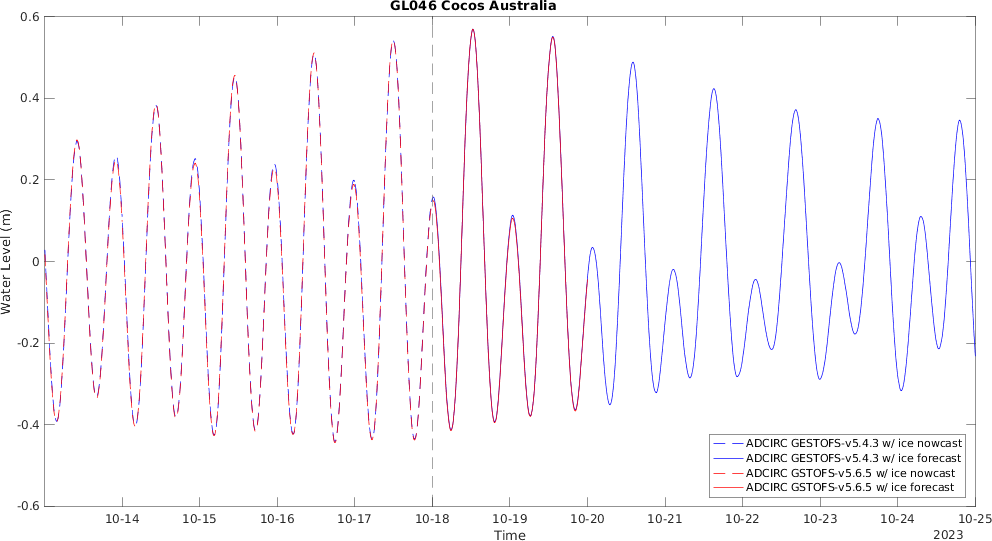 GL046 Cocos Australia
0.6
0.4
0.2
0
-0.2
-0.4
-0.6
Water Level (m)
10-14 10-15 10-16 10-17 10-18 10-19 10-20 10-21 10-22 10-23 10-24 10-25
Time
2023
ADCIRC GESTOFS-v5.4.3 w/ ice nowcast
ADCIRC GESTOFS-v5.4.3 w/ ice forecast
ADCIRC GSTOFS-v5.6.5 w/ ice nowcast
ADCIRC GSTOFS-v5.6.5 w/ ice forecast